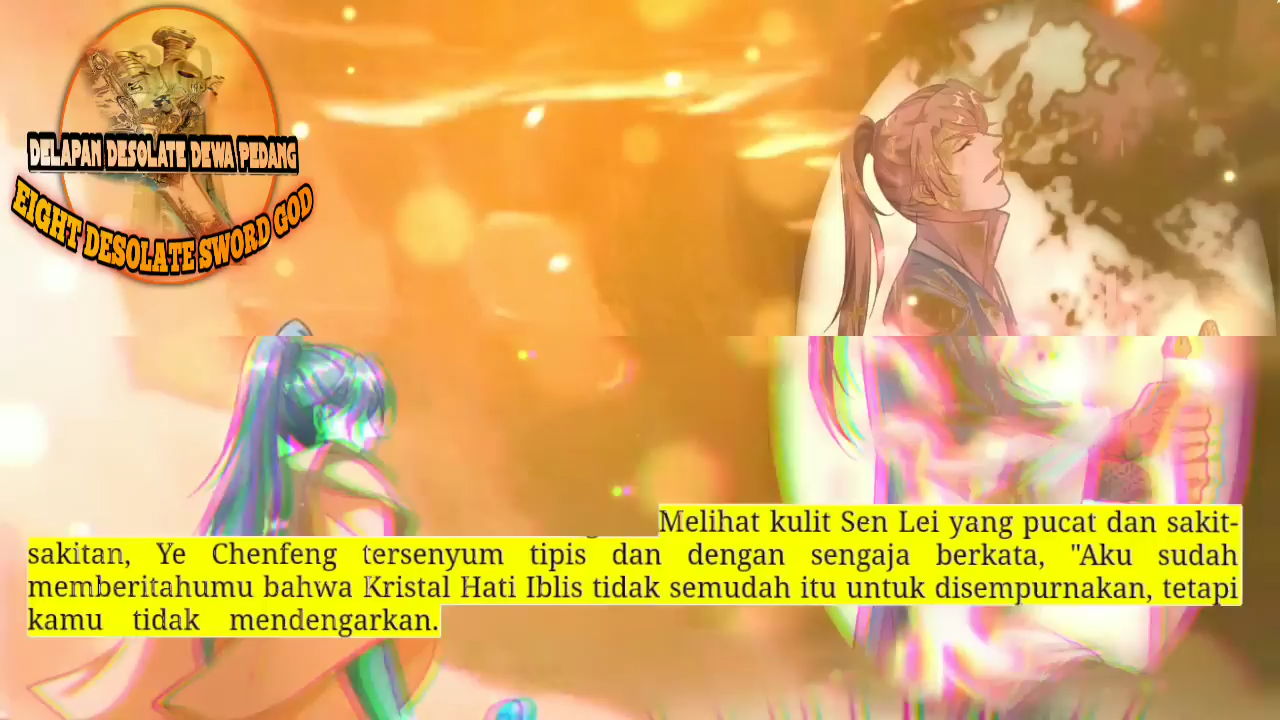 DELAPAN DESOLATE DEWA PEDANG
EIGHT DESOLATE SWORD GOD
Melihat kulit Sen Lei yang pucat dan sakit-
sakitan, Ye Chenfeng tersenyum tipis dan dengan sengaja berkata, "Aku sudah
memberitahumu bahwa Kristal Hati Iblis tidak semudah itu untuk disempurnakan, tetapi
kamu tidak mendengarkan.